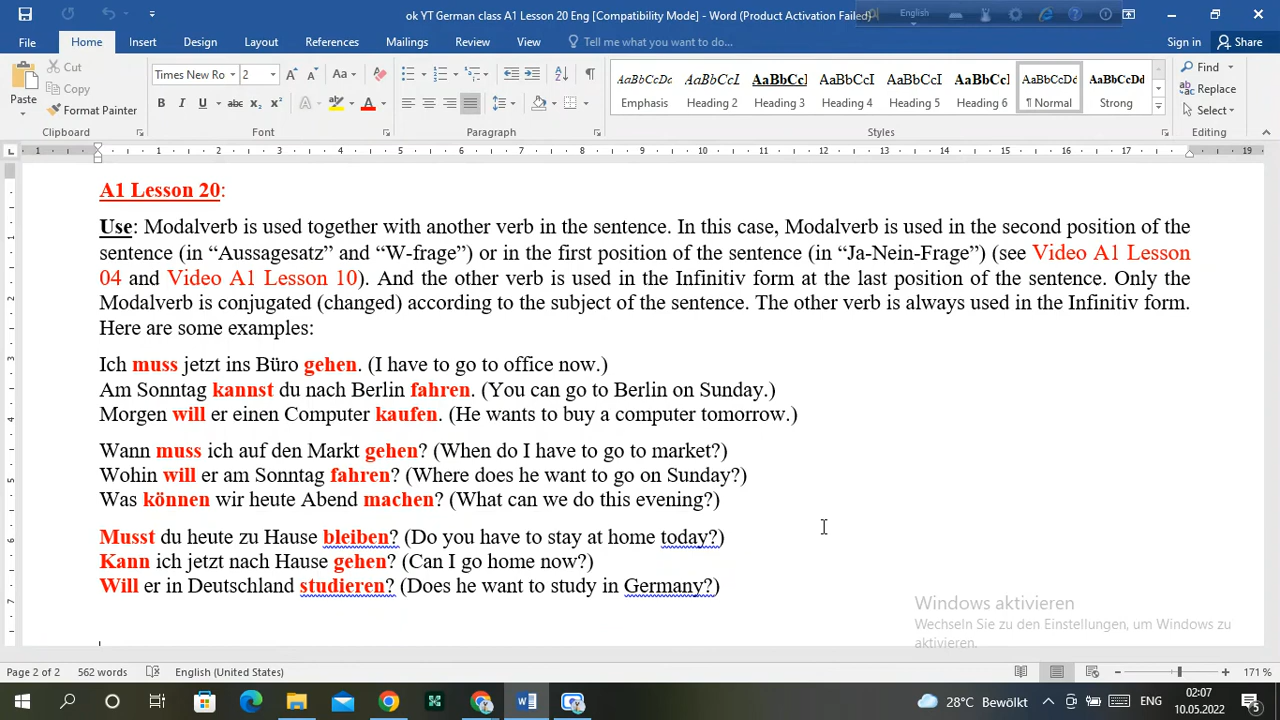 ok YT German class A1 Lesson 20 Eng [Compatibility Mode] - Word (Product Activation Failed)
English
File Home Insert Design Layout References Mailings Review View Tell me what you want to do... Sign in Share
Paste Cut Copy Format Painter
Clipboard
Times New Ro 2
Font
Paragraph
AaBbCcDc AaBbCcL AaBbCcI AaBbCcI AaBbCcL AaBbCcI AaBbCcDd AaBbCcDd
Emphasis Heading 2 Heading 3 Heading 4 Heading 5 Heading 6 ¶ Normal Strong
Styles
Find Replace Select
Editing
A1 Lesson 20:
Use: Modalverb is used together with another verb in the sentence. In this case, Modalverb is used in the second position of the
sentence (in “Aussagesatz” and “W-frage”) or in the first position of the sentence (in “Ja-Nein-Frage”) (see Video A1 Lesson
04 and Video A1 Lesson 10). And the other verb is used in the Infinitiv form at the last position of the sentence. Only the
Modalverb is conjugated (changed) according to the subject of the sentence. The other verb is always used in the Infinitiv form.
Here are some examples:
Ich muss jetzt ins Büro gehen. (I have to go to office now.)
Am Sonntag kannst du nach Berlin fahren. (You can go to Berlin on Sunday.)
Morgen will er einen Computer kaufen. (He wants to buy a computer tomorrow.)
Wann muss ich auf den Markt gehen? (When do I have to go to market?)
Wohin will er am Sonntag fahren? (Where does he want to go on Sunday?)
Was können wir heute Abend machen? (What can we do this evening?)
Musst du heute zu Hause bleiben? (Do you have to stay at home today?)
Kann ich jetzt nach Hause gehen? (Can I go home now?)
Will er in Deutschland studieren? (Does he want to study in Germany?)
Windows aktivieren
Wechseln Sie zu den Einstellungen, um Windows zu
aktivieren.
Page 2 of 2 562 words English (United States) 171 %
28°C Bewölkt ENG 02:07
10.05.2022